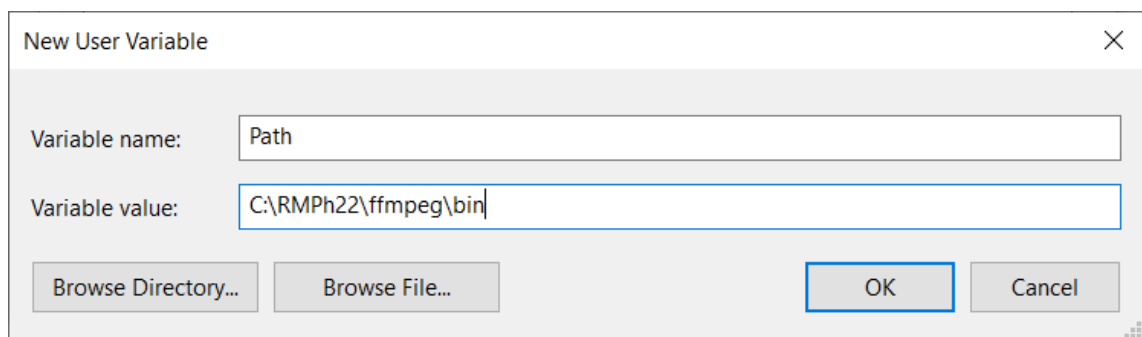 New User Variable
Variable name: Path
Variable value: C:\RMPh22\ffmpeg\bin
Browse Directory... Browse File... OK Cancel